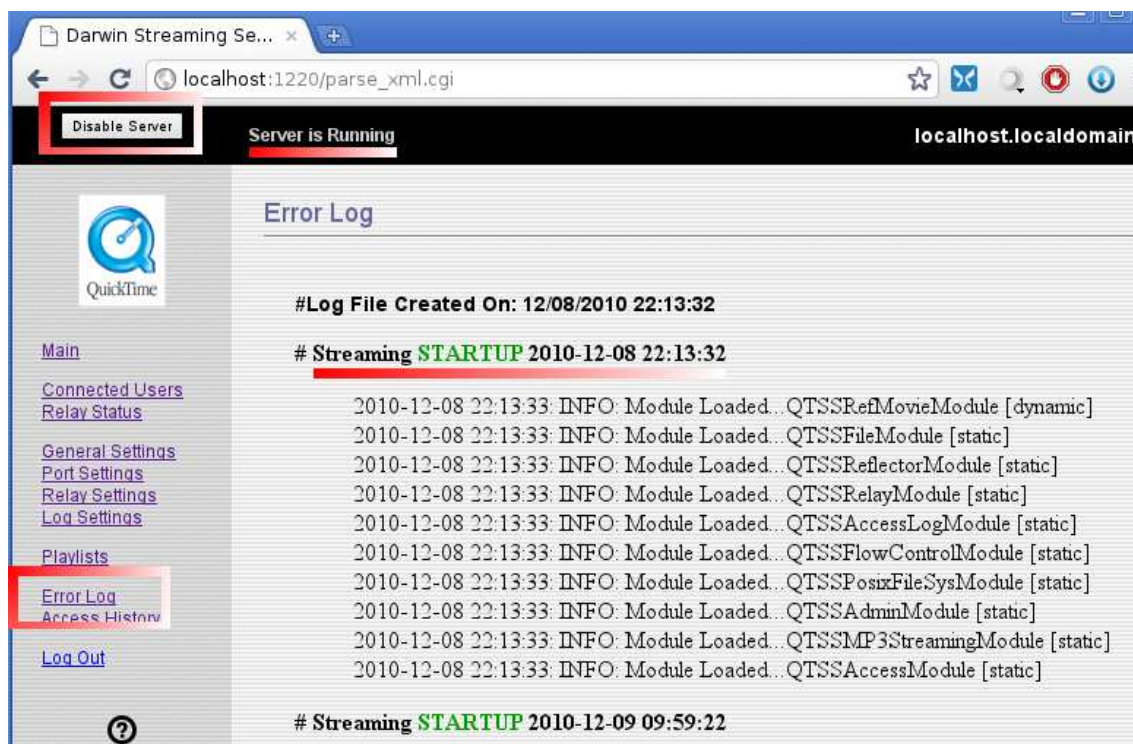 Darwin Streaming Se...
localhost:1220/parse_xml.cgi
Disable Server
Server is Running
localhost.localdomain
QuickTime
Main
Connected Users
Relay Status
General Settings
Port Settings
Relay Settings
Log Settings
Playlists
Error Log
Access History
Log Out
Error Log
#Log File Created On: 12/08/2010 22:13:32
# Streaming STARTUP 2010-12-08 22:13:32
2010-12-08 22:13:33: INFO: Module Loaded...QTSSRefMovieModule [dynamic]
2010-12-08 22:13:33: INFO: Module Loaded...QTSSFileModule [static]
2010-12-08 22:13:33: INFO: Module Loaded...QTSSReflectorModule [static]
2010-12-08 22:13:33: INFO: Module Loaded...QTSSRelayModule [static]
2010-12-08 22:13:33: INFO: Module Loaded...QTSSAccessLogModule [static]
2010-12-08 22:13:33: INFO: Module Loaded...QTSSFlowControlModule [static]
2010-12-08 22:13:33: INFO: Module Loaded...QTSSPosixFileSysModule [static]
2010-12-08 22:13:33: INFO: Module Loaded...QTSSAdminModule [static]
2010-12-08 22:13:33: INFO: Module Loaded...QTSSMP3StreamingModule [static]
2010-12-08 22:13:33: INFO: Module Loaded...QTSSAccessModule [static]
# Streaming STARTUP 2010-12-09 09:59:22